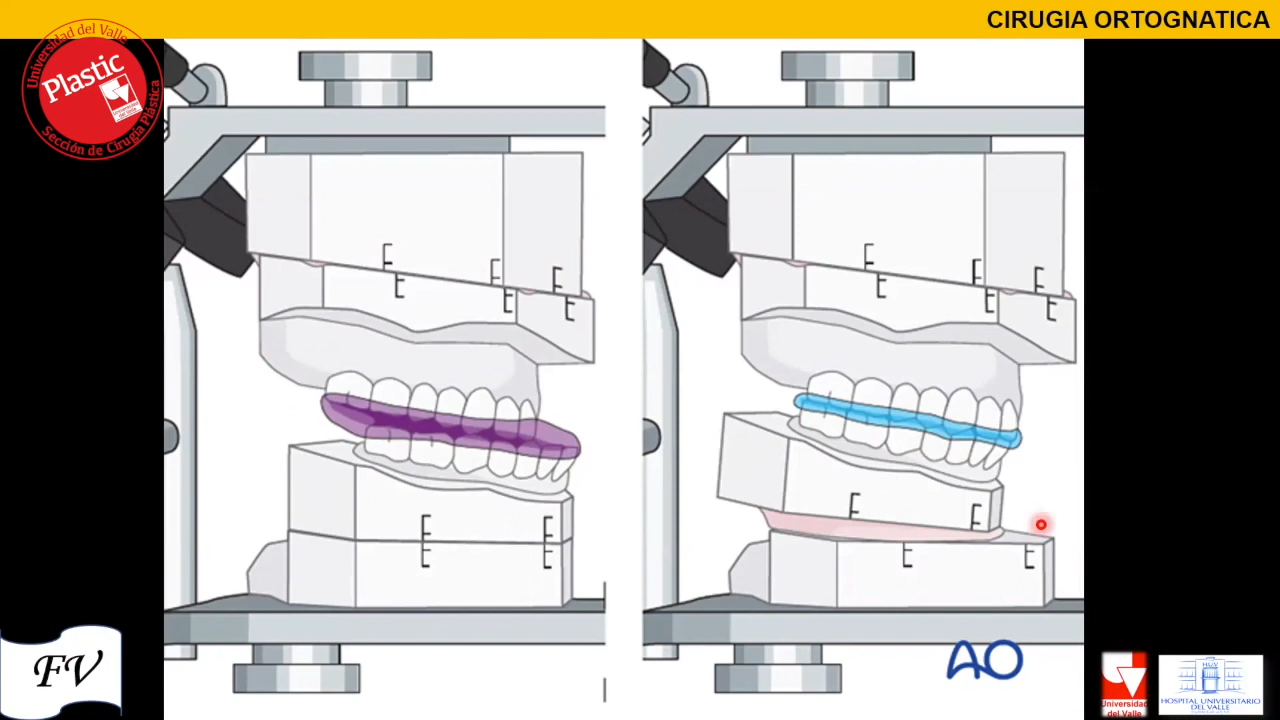 CIRUGIA ORTOGNATICA
Universidad del Valle
Plastic
Sección de Cirugía Plástica
E E E
E E E
E E E
E E E
E E
E E
E E
E E
AO
FV
Universidad
del Valle
H.U.V
HOSPITAL UNIVERSITARIO
DEL VALLE